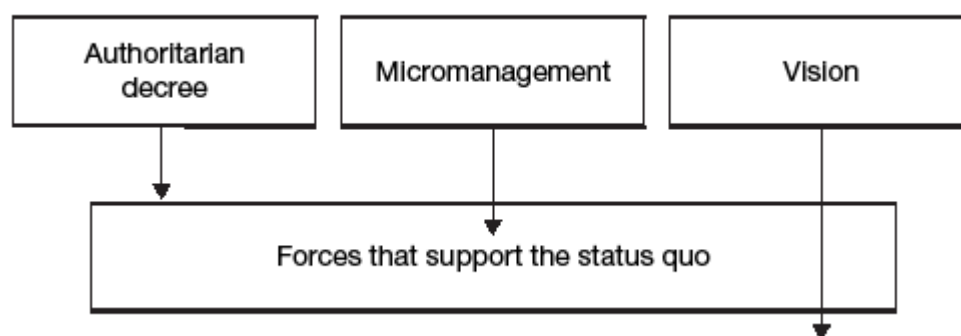 Authoritarian
decree
Micromanagement
Vision
Forces that support the status quo